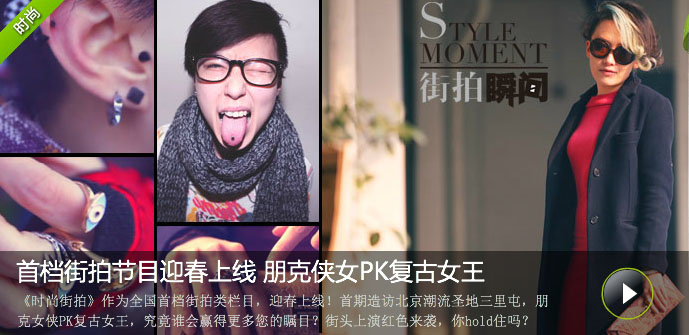 时尚
STYLE
MOMENT
街拍瞬间
首档街拍节目迎春上线 朋克侠女PK复古女王
《时尚街拍》作为全国首档街拍类栏目，迎春上线！首期造访北京潮流圣地三里屯，朋
克女侠PK复古女王，究竟谁会赢得更多您的瞩目？街头上演红色来袭，你hold住吗？